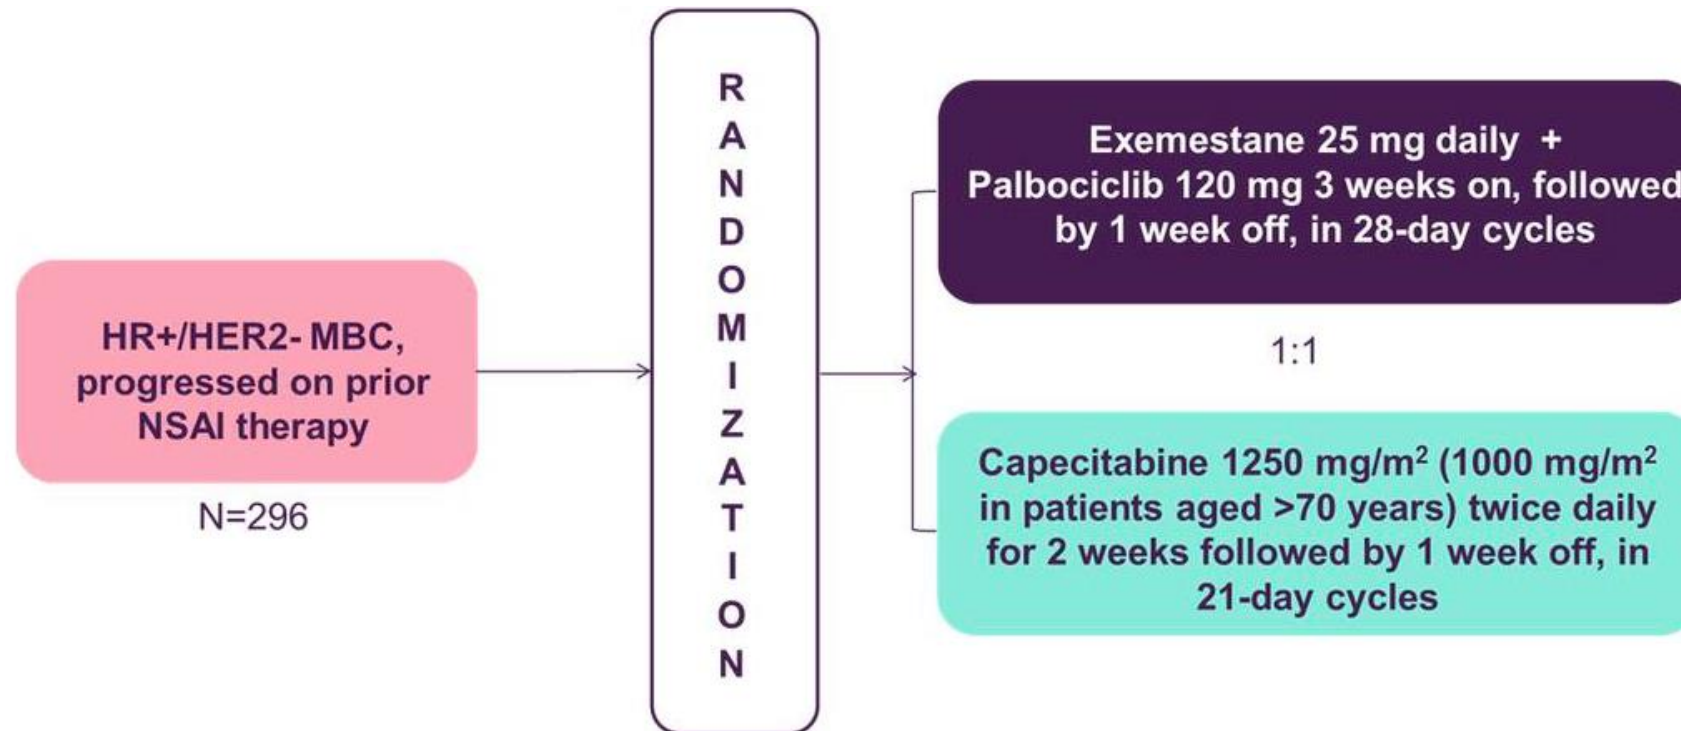 HR+/HER2- MBC,
progressed on prior
NSAI therapy
N=296
R
A
N
D
O
M
I
Z
A
T
I
O
N
Exemestane 25 mg daily +
Palbociclib 120 mg 3 weeks on, followed
by 1 week off, in 28-day cycles
1:1
Capecitabine 1250 mg/m² (1000 mg/m²
in patients aged >70 years) twice daily
for 2 weeks followed by 1 week off, in
21-day cycles